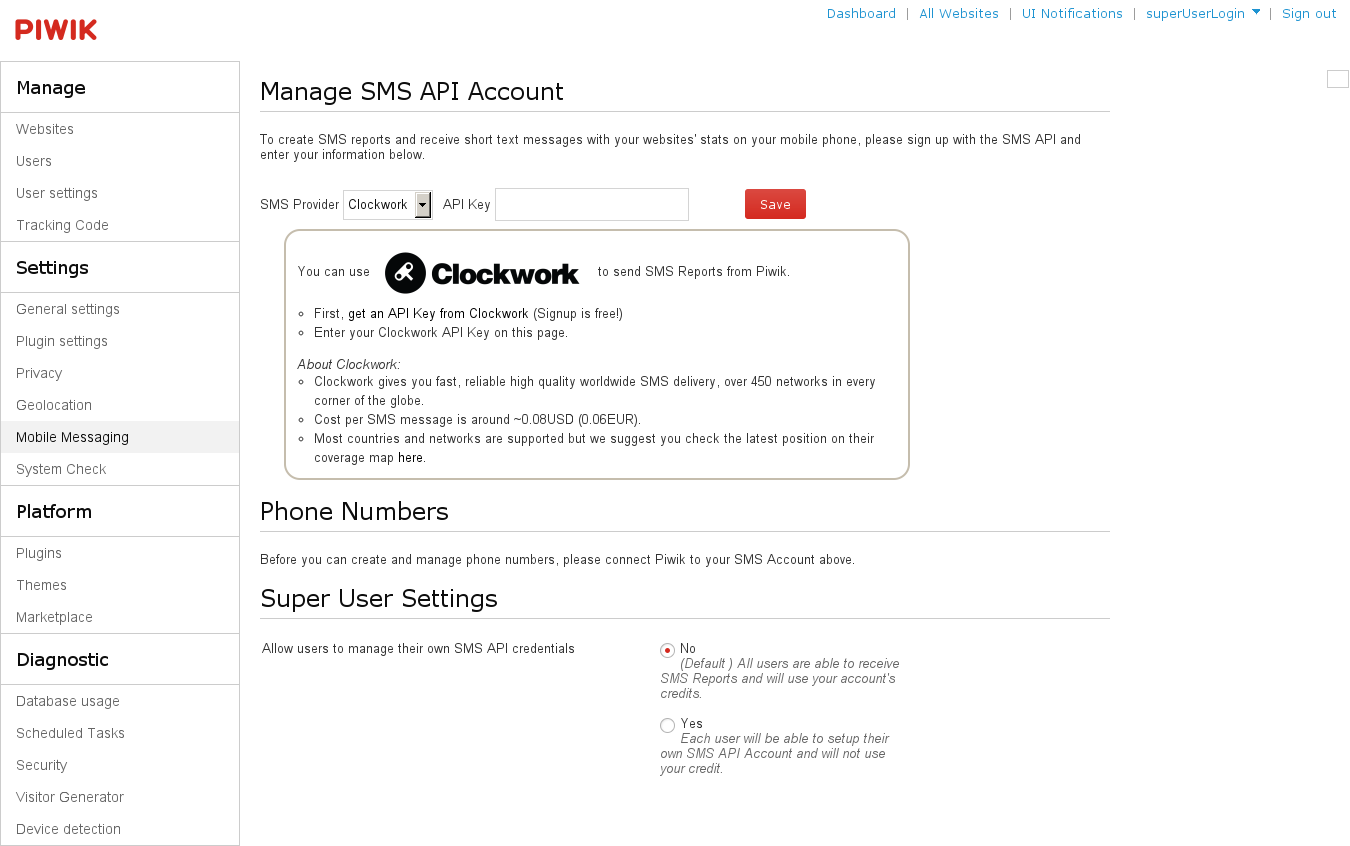 PIWIK
Dashboard | All Websites | UI Notifications | superUserLogin | Sign out
Manage
Websites
Users
User settings
Tracking Code
Settings
General settings
Plugin settings
Privacy
Geolocation
Mobile Messaging
System Check
Platform
Plugins
Themes
Marketplace
Diagnostic
Database usage
Scheduled Tasks
Security
Visitor Generator
Device detection
Manage SMS API Account
To create SMS reports and receive short text messages with your websites' stats on your mobile phone, please sign up with the SMS API and
enter your information below.
SMS Provider Clockwork API Key Save
You can use Clockwork to send SMS Reports from Piwik.
First, get an API Key from Clockwork (Signup is free!)
Enter your Clockwork API Key on this page.
About Clockwork:
Clockwork gives you fast, reliable high quality worldwide SMS delivery, over 450 networks in every
corner of the globe.
Cost per SMS message is around ~0.08USD (0.06EUR).
Most countries and networks are supported but we suggest you check the latest position on their
coverage map here.
Phone Numbers
Before you can create and manage phone numbers, please connect Piwik to your SMS Account above.
Super User Settings
Allow users to manage their own SMS API credentials
No
(Default ) All users are able to receive
SMS Reports and will use your account's
credits.
Yes
Each user will be able to setup their
own SMS API Account and will not use
your credit.